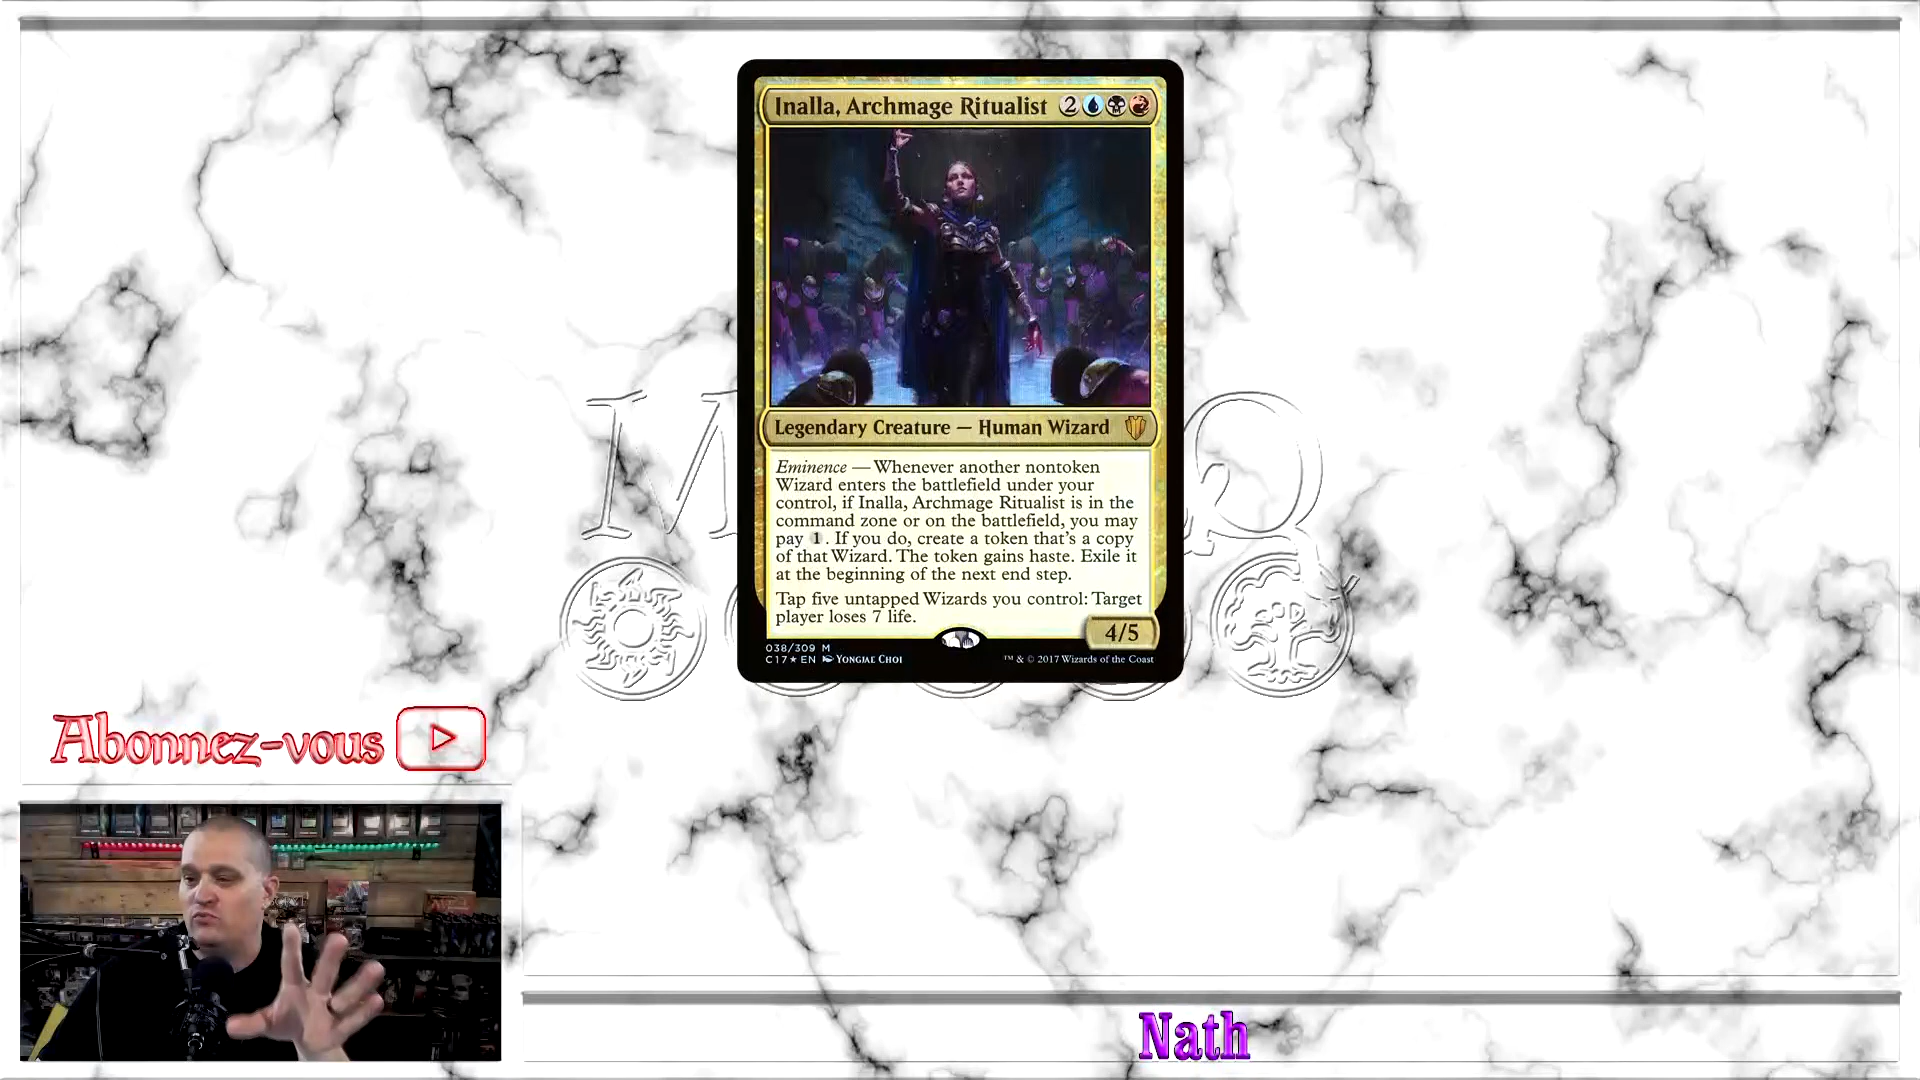 Inalla, Archmage Ritualist 2
Legendary Creature — Human Wizard
Eminence — Whenever another nontoken
Wizard enters the battlefield under your
control, if Inalla, Archmage Ritualist is in the
command zone or on the battlefield, you may
pay 1. If you do, create a token that's a copy
of that Wizard. The token gains haste. Exile it
at the beginning of the next end step.
Tap five untapped Wizards you control: Target
player loses 7 life.
4/5
038/309 M
C17★EN Yongjae Choi
™ & © 2017 Wizards of the Coast
Abonnez-vous
Nath